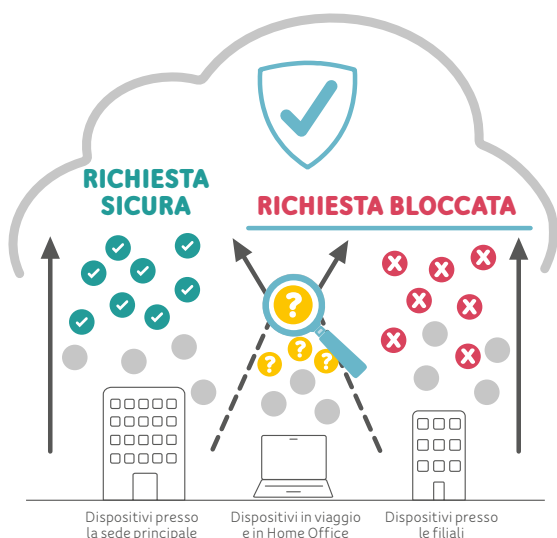 RICHIESTA
SICURA
RICHIESTA BLOCCATA
?
? ? ?
Dispositivi presso
la sede principale
Dispositivi in viaggio
e in Home Office
Dispositivi presso
le filiali